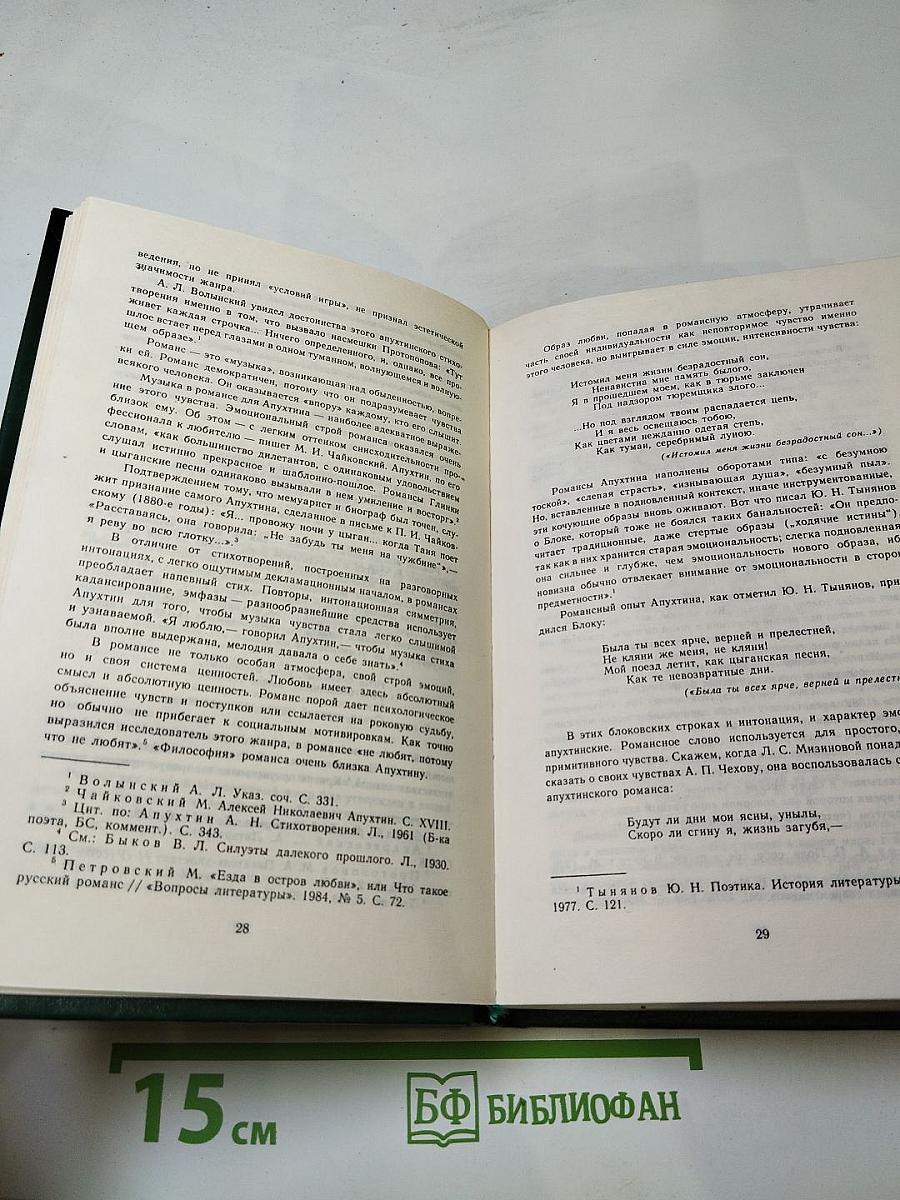 ведения, но не принял «условий игры», не признал эстетической
значимости жанра.
А. Л. Волынский увидел достоинства этого апухтинского стихо-
творения именно в том, что вызвало насмешки Протопопова: «Тут
живет каждая строчка... Ничего определенного, и, однако, все про-
шлое встает перед глазами в одном туманном, волнующемся и волную-
щем образе».¹
Романс — это «музыка», возникающая над обыденностью, вопре-
ки ей. Романс демократичен, потому что он подразумевает чувства
всякого человека. Он оказывается «впору» каждому, кто его слышит.
Музыка в романсе для Апухтина — наиболее адекватное выраже-
ние этого чувства. Эмоциональный строй романса оказался очень
близок ему. Об этом — с легким оттенком снисходительности про-
фессионала к любителю — пишет М. И. Чайковский. Апухтин, по его
словам, «как большинство дилетантов, с одинаковым удовольствием
слушал истинно прекрасное и шаблонно-пошлое. Романсы Глинки
и цыганские песни одинаково вызывали в нем умиление и восторг».²
Подтверждением тому, что мемуарист и биограф был точен, слу-
жит признание самого Апухтина, сделанное в письме к П. И. Чайков-
скому (1880-е годы): «Я... провожу ночи у цыган... когда Таня поет
«Расставаясь, она говорила: „Не забудь ты меня на чужбине“»,—
я реву во всю глотку...».³
В отличие от стихотворений, построенных на разговорных
интонациях, с легко ощутимым декламационным началом, в романсах
преобладает напевный стих. Повторы, интонационная симметрия,
кадансирование, эмфазы — разнообразнейшие средства использует
Апухтин для того, чтобы музыка чувства стала легко слышимой
и узнаваемой. «Я люблю,— говорил Апухтин,— чтобы музыка стиха
была вполне выдержана, мелодия давала о себе знать».⁴
В романсе не только особая атмосфера, свой строй эмоций,
но и своя система ценностей. Любовь имеет здесь абсолютный
смысл и абсолютную ценность. Романс порой дает психологическое
объяснение чувств и поступков или ссылается на роковую судьбу,
но обычно не прибегает к социальным мотивировкам. Как точно
выразился исследователь этого жанра, в романсе «не любят, потому
что не любят».⁵ «Философия» романса очень близка Апухтину.
¹ Волынский А. Л. Указ. соч. С. 331.
² Чайковский М. Алексей Николаевич Апухтин. С. XVIII.
³ Цит. по: Апухтин А. Н. Стихотворения. Л., 1961 (Б-ка
поэта, БС, коммент.). С. 343.
⁴ См.: Быков В. Л. Силуэты далекого прошлого. Л., 1930.
С. 113.
⁵ Петровский М. «Езда в остров любви», или Что такое
русский романс // «Вопросы литературы». 1984, № 5. С. 72.
28
Образ любви, попадая в романсную атмосферу, утрачивает
часть своей индивидуальности как неповторимое чувство именно
этого человека, но выигрывает в силе эмоции, интенсивности чувства:
Истомил меня жизни безрадостный сон,
Ненавистна мне память былого,
Я в прошедшем моем, как в тюрьме заключен
Под надзором тюремщика злого...
...Но под взглядом твоим распадается цепь,
И я весь освещаюсь тобою,
Как цветами нежданно одетая степь,
Как туман, серебримый луною.
(«Истомил меня жизни безрадостный сон...»)
Романсы Апухтина наполнены оборотами типа: «с безумною
тоской», «слепая страсть», «изнывающая душа», «безумный пыл».
Но, вставленные в подновленный контекст, иначе инструментованные,
эти кочующие образы вновь оживают. Вот что писал Ю. Н. Тынянов
о Блоке, который тоже не боялся таких банальностей: «Он предпо-
читает традиционные, даже стертые образы („ходячие истины“),
так как в них хранится старая эмоциональность; слегка подновленная,
она сильнее и глубже, чем эмоциональность нового образа, иб
новизна обычно отвлекает внимание от эмоциональности в сторон
предметности».¹
Романсный опыт Апухтина, как отметил Ю. Н. Тынянов, при
дился Блоку:
Была ты всех ярче, верней и прелестней,
Не кляни же меня, не кляни!
Мой поезд летит, как цыганская песня,
Как те невозвратные дни.
(«Была ты всех ярче, верней и прелестн
В этих блоковских строках и интонация, и характер эмо
апухтинские. Романсное слово используется для простого,
примитивного чувства. Скажем, когда Л. С. Мизиновой понад
сказать о своих чувствах А. П. Чехову, она воспользовалась с
апухтинского романса:
Будут ли дни мои ясны, унылы,
Скоро ли сгину я, жизнь загубя,—
¹ Тынянов Ю. Н. Поэтика. История литературы
1977. С. 121.
29
15 см
БФ БИБЛИОФАН